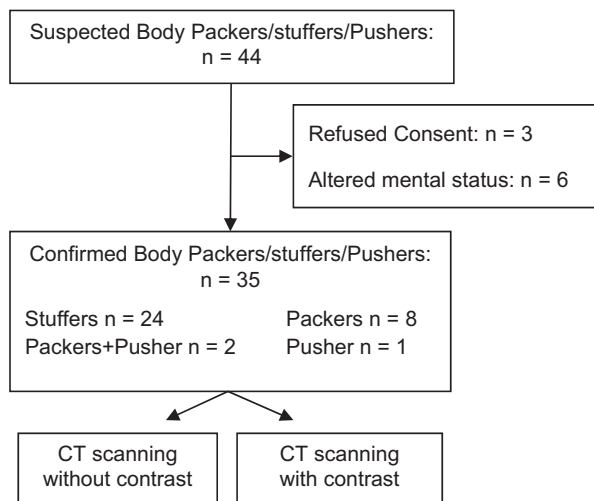 Suspected Body Packers/stuffers/Pushers:
n = 44
Refused Consent: n = 3
Altered mental status: n = 6
Confirmed Body Packers/stuffers/Pushers:
n = 35
Stuffers n = 24 Packers n = 8
Packers+Pusher n = 2 Pusher n = 1
CT scanning
without contrast
CT scanning
with contrast